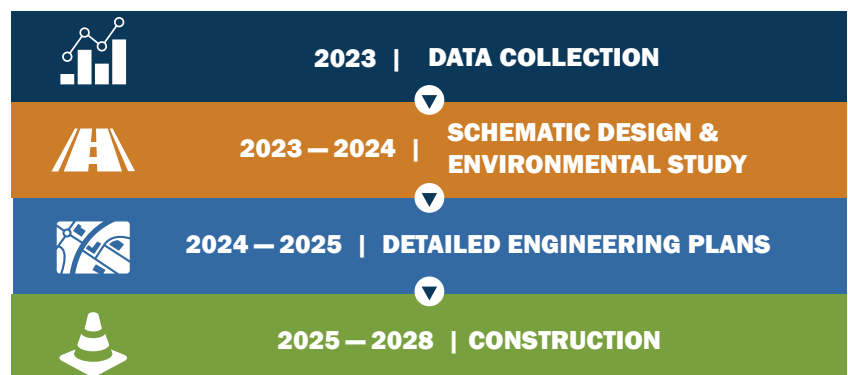 2023 | DATA COLLECTION
2023 — 2024 | SCHEMATIC DESIGN &
ENVIRONMENTAL STUDY
2024 — 2025 | DETAILED ENGINEERING PLANS
2025 — 2028 | CONSTRUCTION